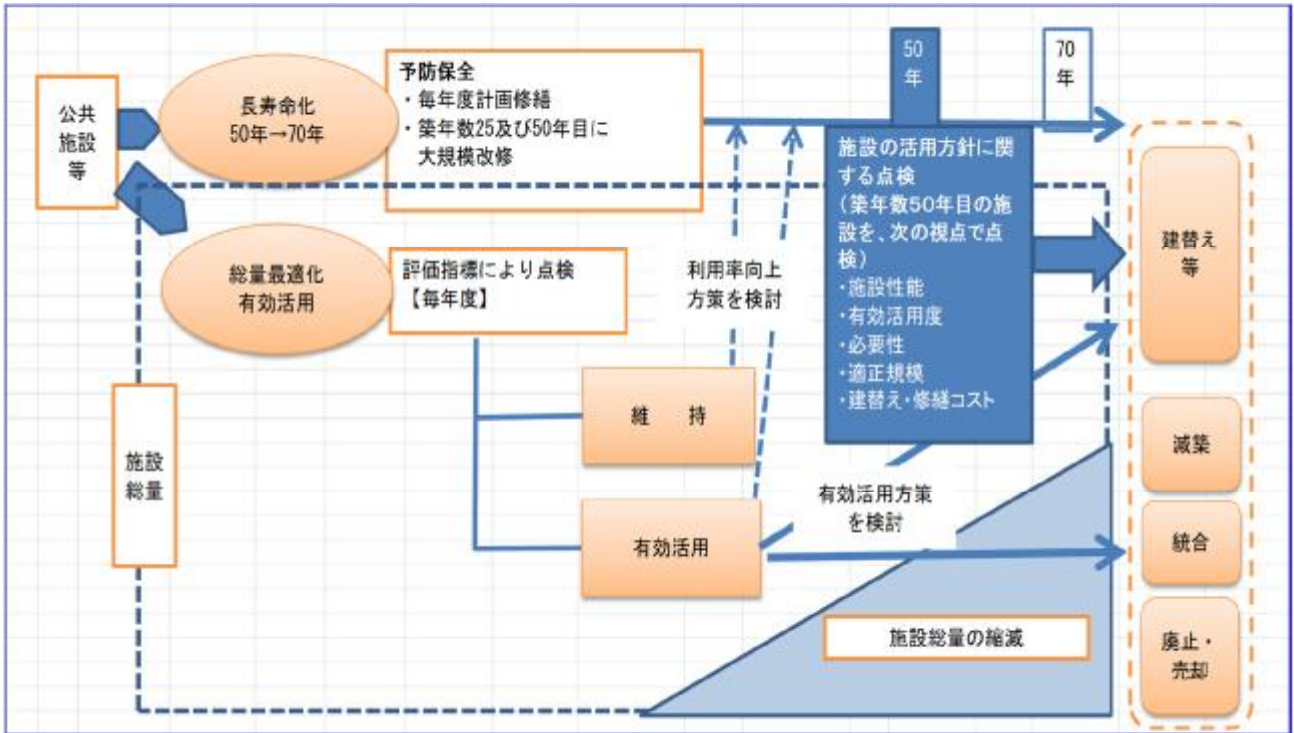 公共
施設
等
長寿命化
50年→70年
予防保全
・毎年度計画修繕
・築年数25及び50年目に
大規模改修
50
年
70
年
総量最適化
有効活用
評価指標により点検
【毎年度】
利用率向上
方策を検討
施設の活用方針に関
する点検
(築年数50年目の施
設を、次の視点で点
検)
・施設性能
・有効活用度
・必要性
・適正規模
・建替え・修繕コスト
建替え
等
維 持
施設
総量
減築
有効活用方策
を検討
有効活用
統合
施設総量の縮減
廃止・
売却